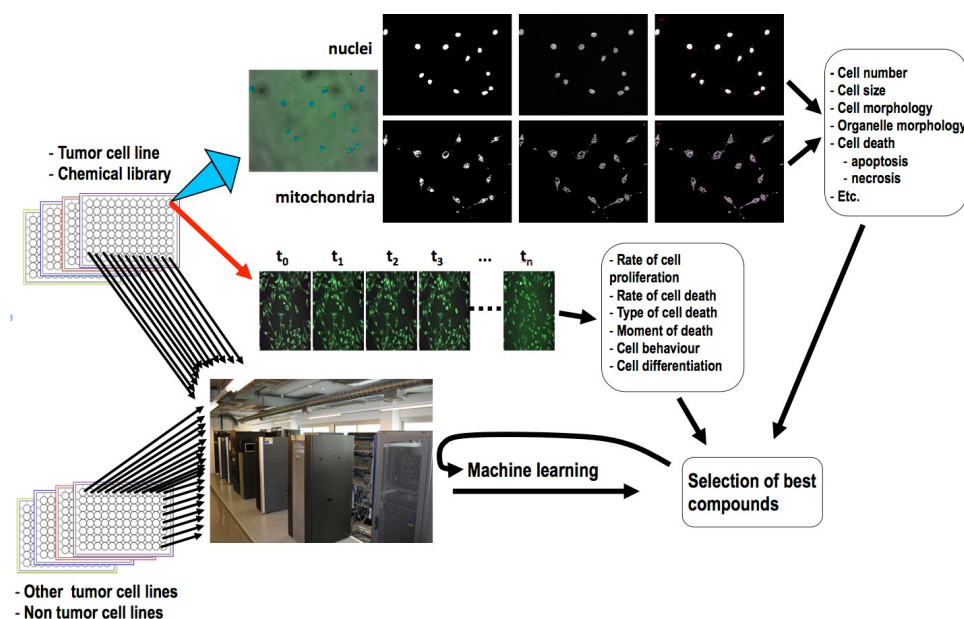 nuclei
- Tumor cell line
- Chemical library
mitochondria
- Cell number
- Cell size
- Cell morphology
- Organelle morphology
- Cell death
- apoptosis
- necrosis
- Etc.
t0 t1 t2 t3 ... tn
- Rate of cell
proliferation
- Rate of cell death
- Type of cell death
- Moment of death
- Cell behaviour
- Cell differentiation
Machine learning
Selection of best
compounds
- Other tumor cell lines
- Non tumor cell lines